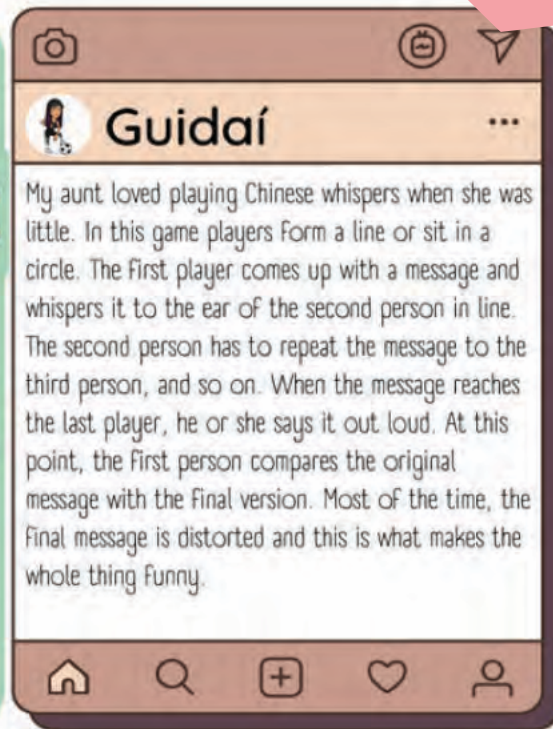 Guidaí
My aunt loved playing Chinese whispers when she was
little. In this game players form a line or sit in a
circle. The first player comes up with a message and
whispers it to the ear of the second person in line.
The second person has to repeat the message to the
third person, and so on. When the message reaches
the last player, he or she says it out loud. At this
point, the first person compares the original
message with the final version. Most of the time, the
final message is distorted and this is what makes the
whole thing funny.